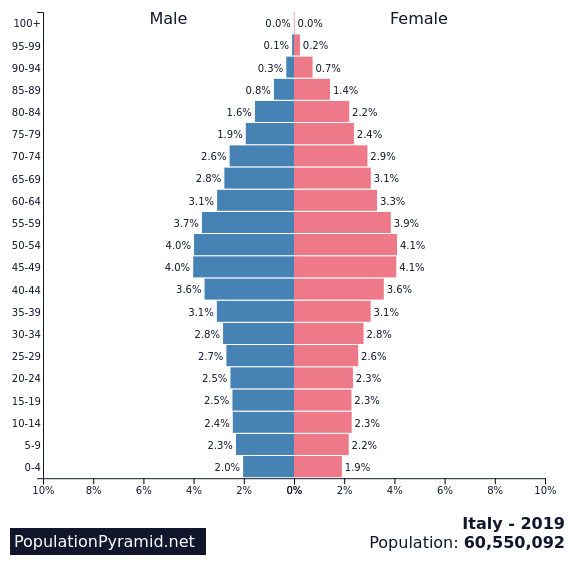 Male Female
100+ 0.0% 0.0%
95-99 0.1% 0.2%
90-94 0.3% 0.7%
85-89 0.8% 1.4%
80-84 1.6% 2.2%
75-79 1.9% 2.4%
70-74 2.6% 2.9%
65-69 2.8% 3.1%
60-64 3.1% 3.3%
55-59 3.7% 3.9%
50-54 4.0% 4.1%
45-49 4.0% 4.1%
40-44 3.6% 3.6%
35-39 3.1% 3.1%
30-34 2.8% 2.8%
25-29 2.7% 2.6%
20-24 2.5% 2.3%
15-19 2.5% 2.3%
10-14 2.4% 2.3%
5-9 2.3% 2.2%
0-4 2.0% 1.9%
10% 8% 6% 4% 2% 0% 2% 4% 6% 8% 10%
Italy - 2019
PopulationPyramid.net
Population: 60,550,092